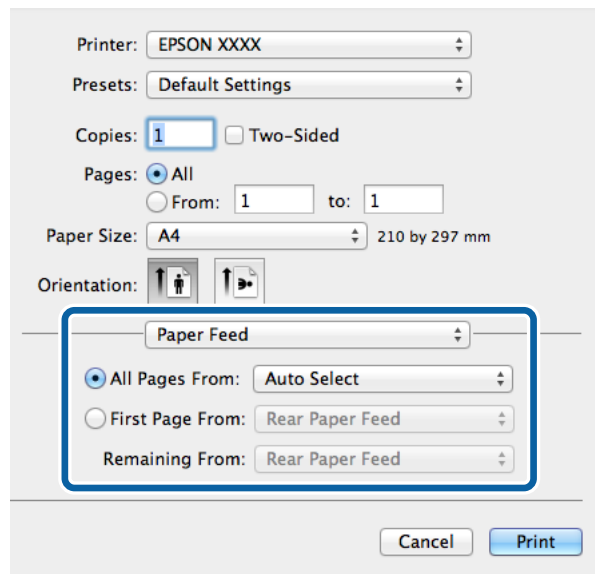 Printer: EPSON XXXX
Presets: Default Settings
Copies: 1 Two-Sided
Pages: All
From: 1 to: 1
Paper Size: A4 210 by 297 mm
Orientation:
Paper Feed
All Pages From: Auto Select
First Page From: Rear Paper Feed
Remaining From: Rear Paper Feed
Cancel Print